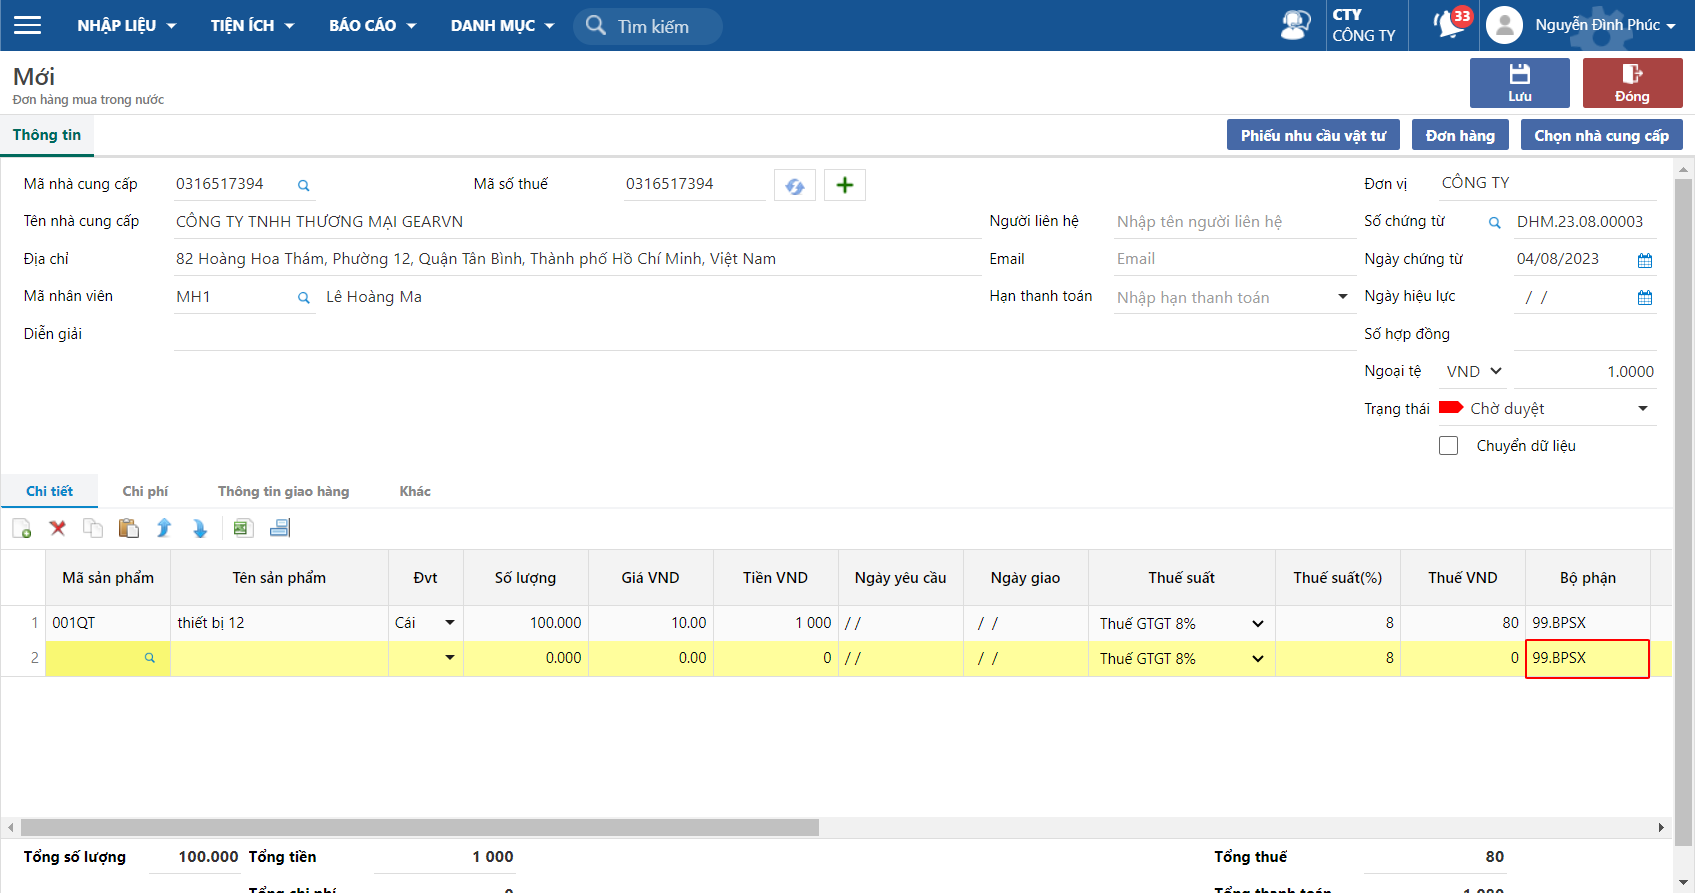 NHẬP LIỆU TIỆN ÍCH BÁO CÁO DANH MỤC Tìm kiếm CTY CÔNG TY 33 Nguyễn Đình Phúc
Mới
Đơn hàng mua trong nước
Lưu Đóng
Thông tin Phiếu nhu cầu vật tư Đơn hàng Chọn nhà cung cấp
Mã nhà cung cấp 0316517394 Mã số thuế 0316517394 Đơn vị CÔNG TY
Tên nhà cung cấp CÔNG TY TNHH THƯƠNG MẠI GEARVN Người liên hệ Nhập tên người liên hệ Số chứng từ DHM.23.08.00003
Địa chỉ 82 Hoàng Hoa Thám, Phường 12, Quận Tân Bình, Thành phố Hồ Chí Minh, Việt Nam Email Email Ngày chứng từ 04/08/2023
Mã nhân viên MH1 Lê Hoàng Ma Hạn thanh toán Nhập hạn thanh toán Ngày hiệu lực / /
Diễn giải Số hợp đồng
Ngoại tệ VND 1.0000
Trạng thái Chờ duyệt
Chuyển dữ liệu
Chi tiết Chi phí Thông tin giao hàng Khác
Mã sản phẩm Tên sản phẩm Đvt Số lượng Giá VND Tiền VND Ngày yêu cầu Ngày giao Thuế suất Thuế suất(%) Thuế VND Bộ phận
1 001QT thiết bị 12 Cái 100.000 10.00 1 000 / / / / Thuế GTGT 8% 8 80 99.BPSX
2 0.000 0.00 0 / / / / Thuế GTGT 8% 8 0 99.BPSX
Tổng số lượng 100.000 Tổng tiền 1 000 Tổng thuế 80
Tổng chi phí 0 Tổng thanh toán 1 080